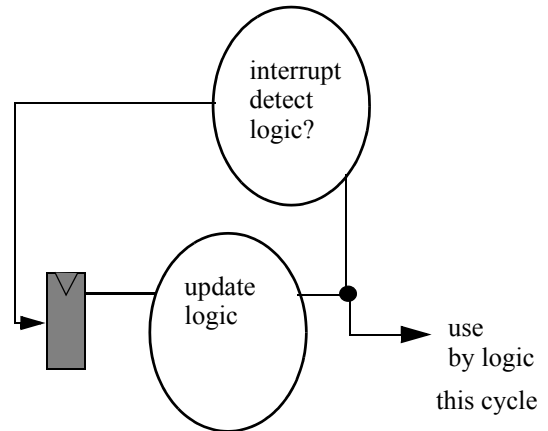 interrupt
detect
logic?
update
logic
use
by logic
this cycle